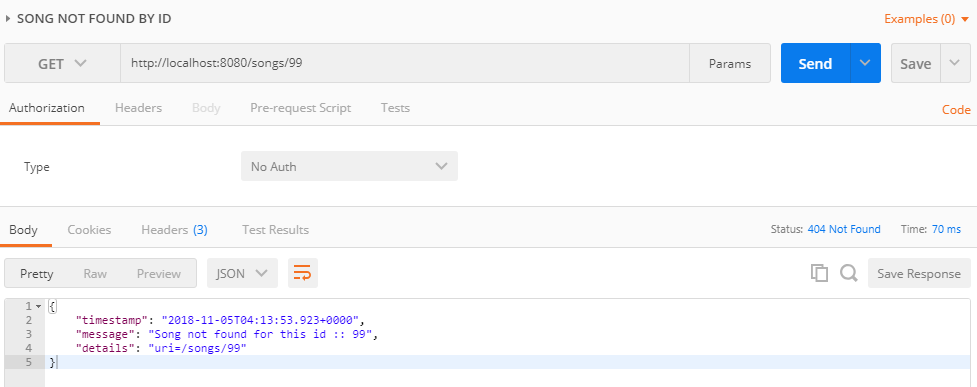 SONG NOT FOUND BY ID Examples (0)
GET http://localhost:8080/songs/99 Params Send Save
Authorization Headers Body Pre-request Script Tests Code
Type No Auth
Body Cookies Headers (3) Test Results Status: 404 Not Found Time: 70 ms
Pretty Raw Preview JSON Save Response
1 {
2 "timestamp": "2018-11-05T04:13:53.923+0000",
3 "message": "Song not found for this id :: 99",
4 "details": "uri=/songs/99"
5 }